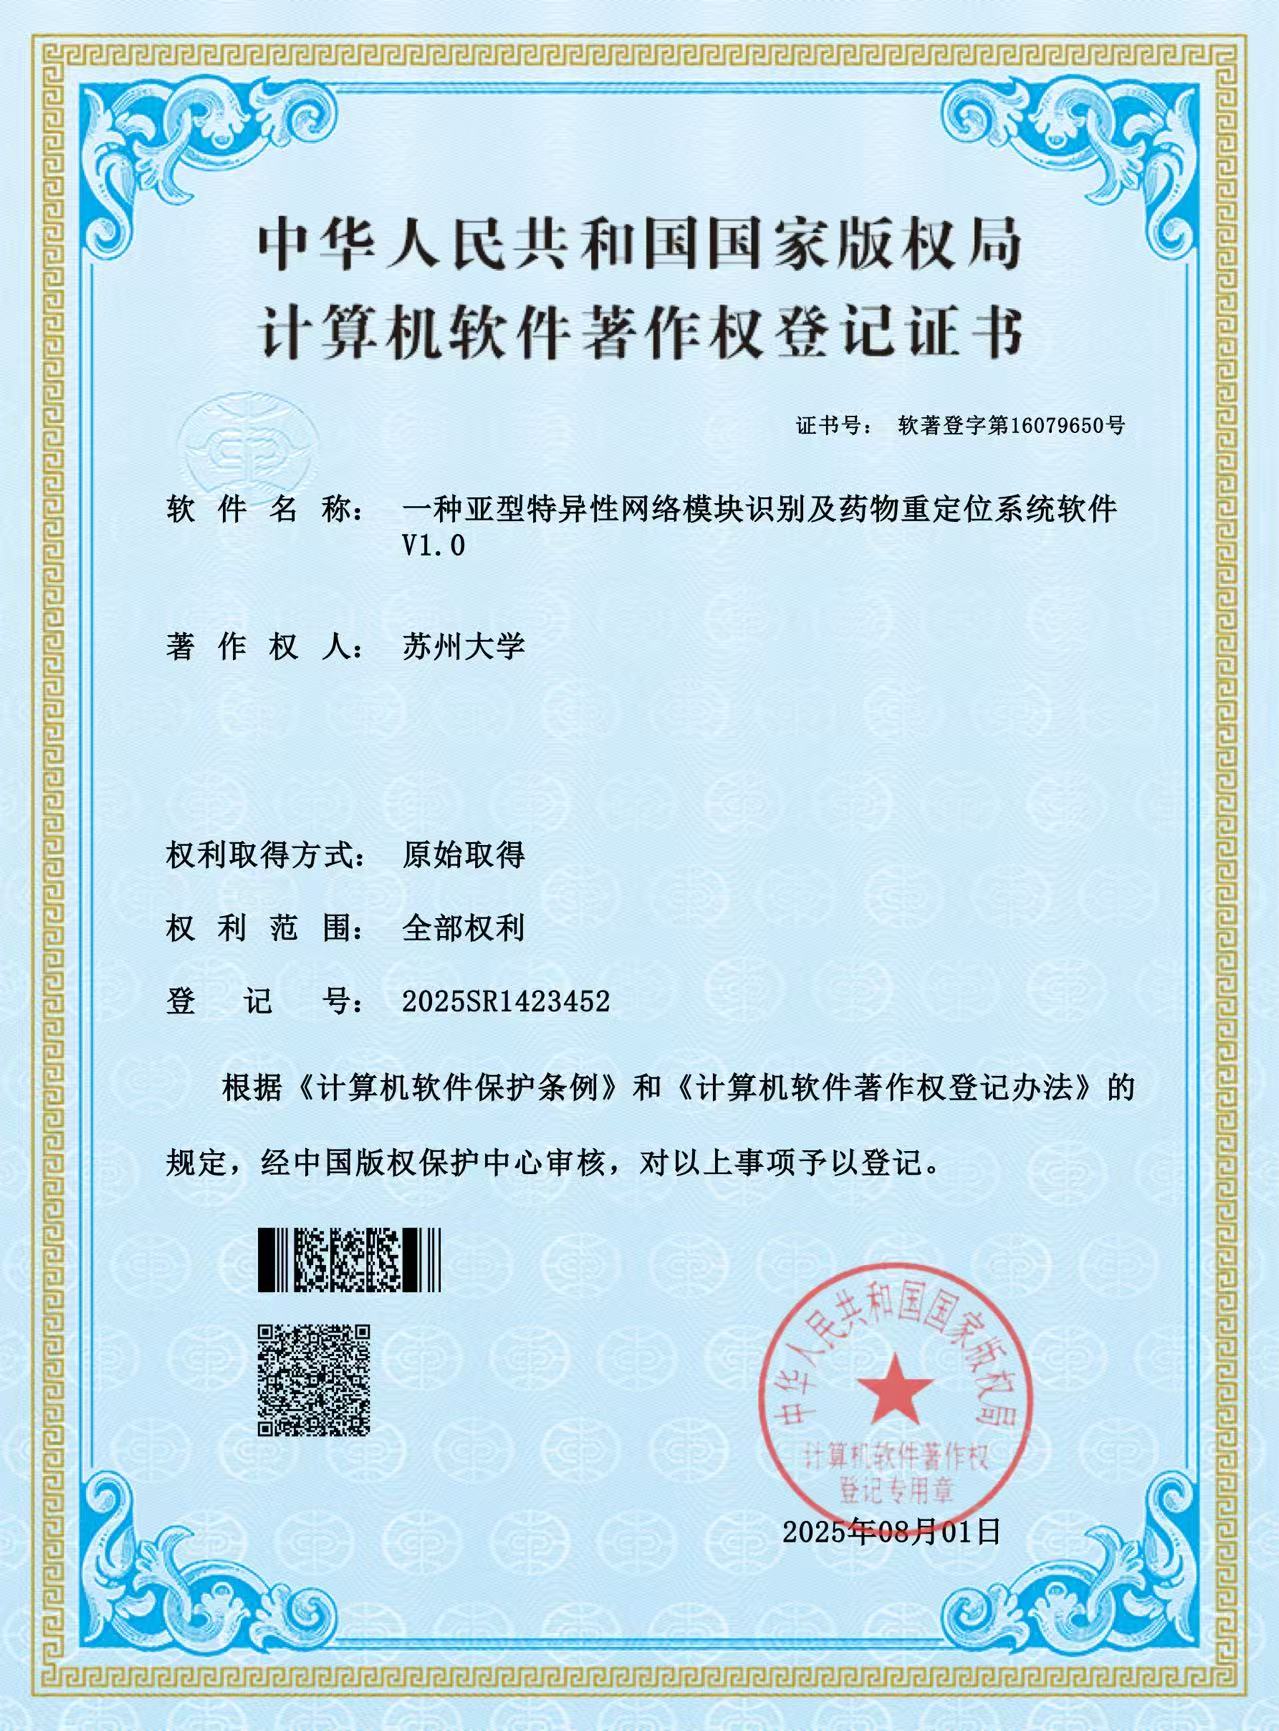 中华人民共和国国家版权局
计算机软件著作权登记证书
证书号： 软著登字第16079650号
软件名称： 一种亚型特异性网络模块识别及药物重定位系统软件
V1.0
著作权人： 苏州大学
权利取得方式： 原始取得
权利范围： 全部权利
登记号： 2025SR1423452
根据《计算机软件保护条例》和《计算机软件著作权登记办法》的
规定，经中国版权保护中心审核，对以上事项予以登记。
中华人民共和国国家版权局
计算机软件著作权
登记专用章
2025年08月01日